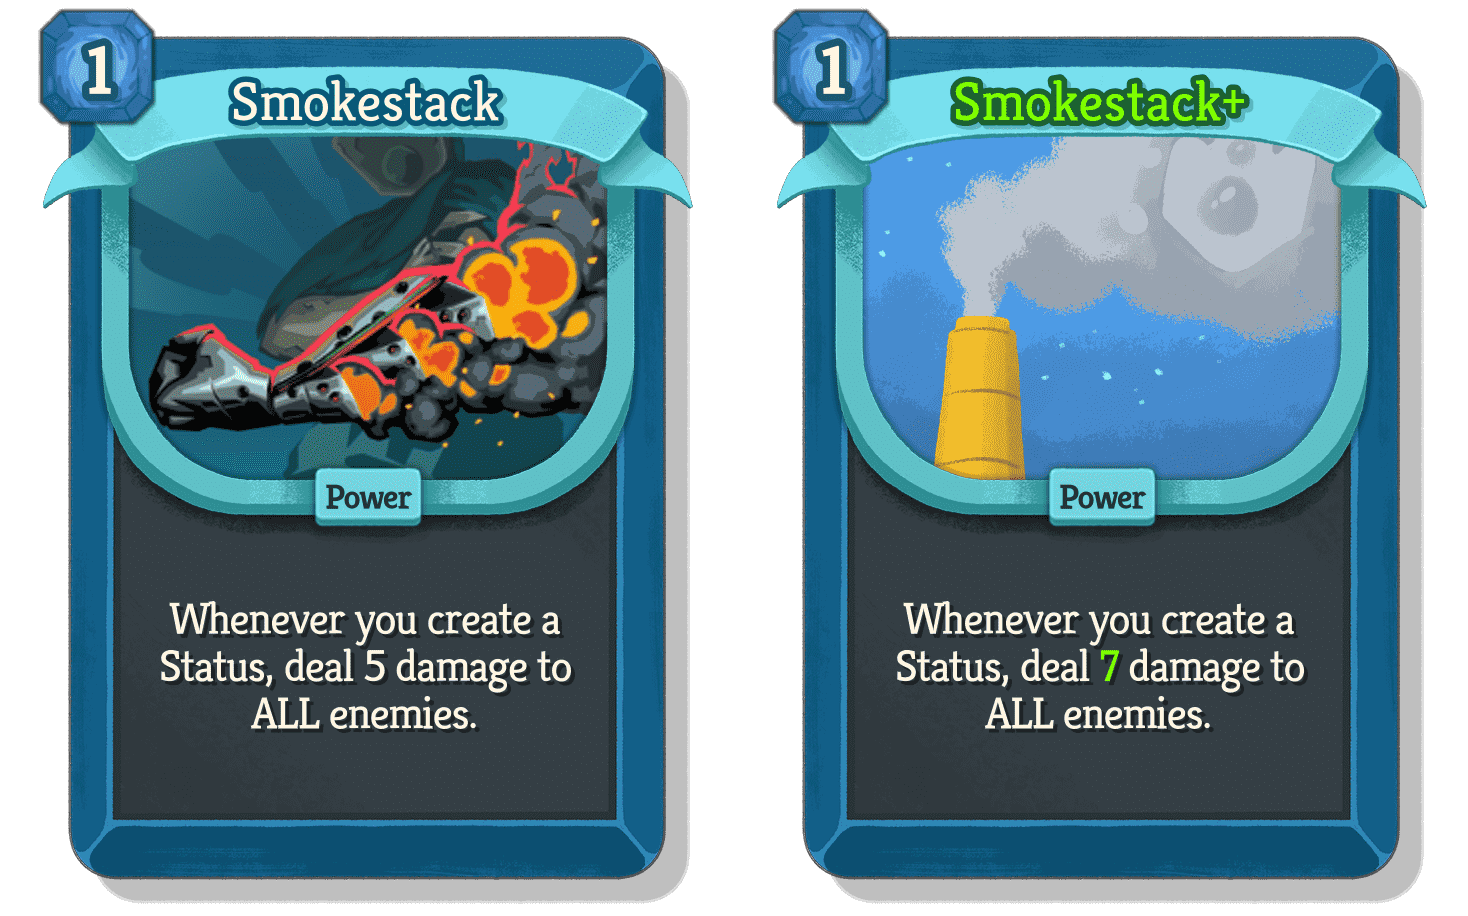 1
Smokestack
Power
Whenever you create a
Status, deal 5 damage to
ALL enemies.
1
Smokestack+
Power
Whenever you create a
Status, deal 7 damage to
ALL enemies.